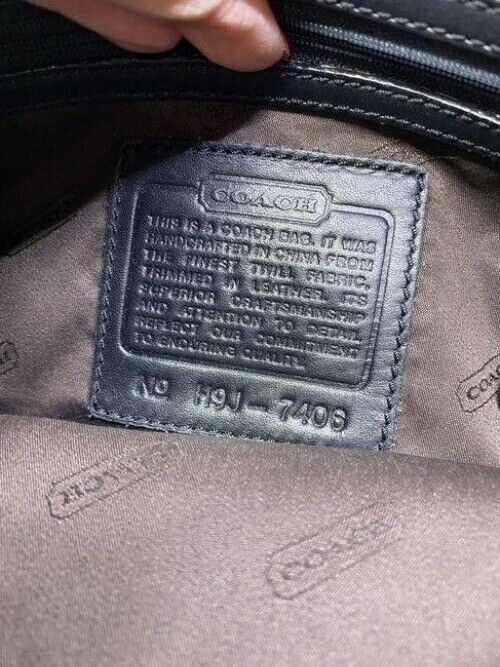 COACH
THIS IS A COACH BAG. IT WAS
HANDCRAFTED IN CHINA FROM
THE FINEST TWILL FABRIC,
TRIMMED IN LEATHER. ITS
SUPERIOR CRAFTSMANSHIP
AND ATTENTION TO DETAIL
REFLECT OUR COMMITMENT
TO ENDURING QUALITY.
No H9J-7406
COACH
COACH
COACH